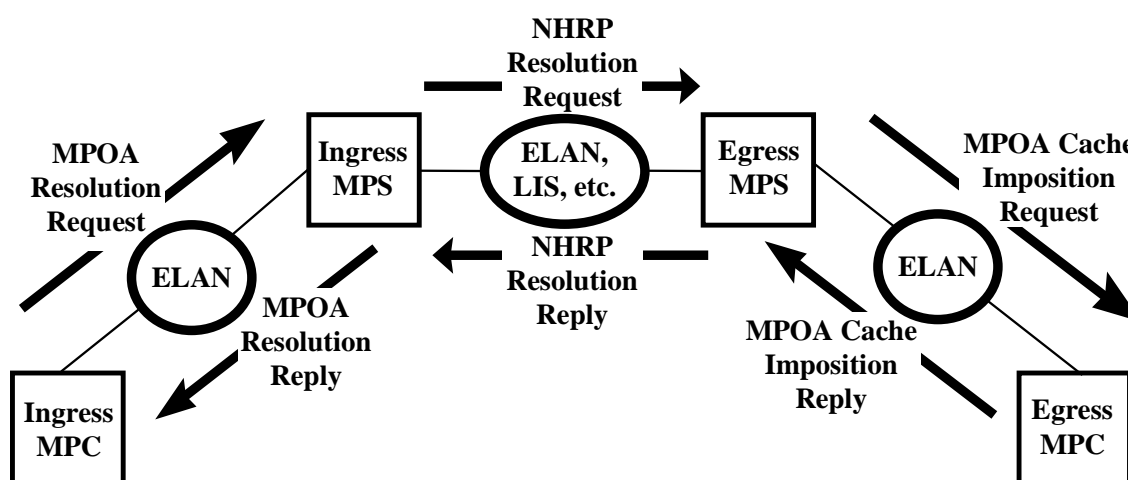 NHRP
Resolution
Request
MPOA
Resolution
Request
Ingress
MPS
ELAN,
LIS, etc.
Egress
MPS
MPOA Cache
Imposition
Request
ELAN
NHRP
Resolution
Reply
ELAN
MPOA
Resolution
Reply
MPOA Cache
Imposition
Reply
Ingress
MPC
Egress
MPC